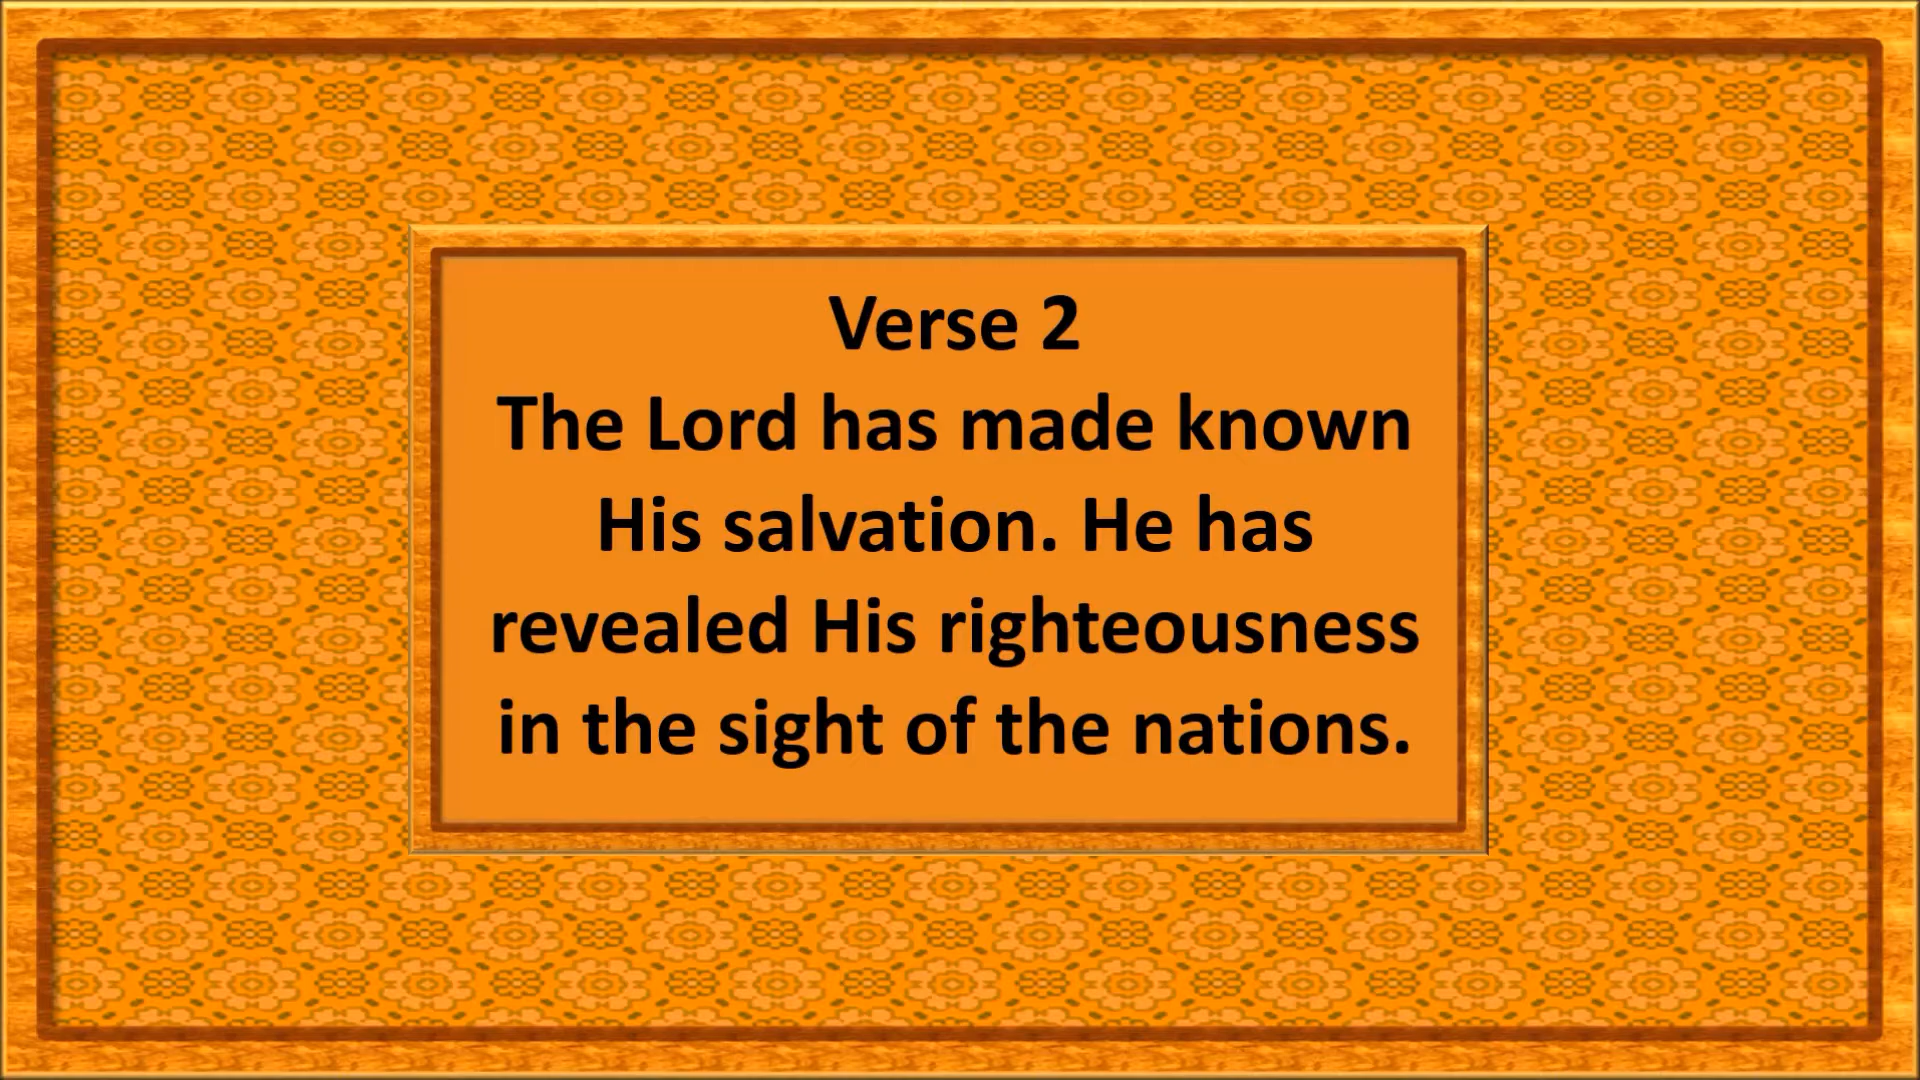 Verse 2
The Lord has made known
His salvation. He has
revealed His righteousness
in the sight of the nations.